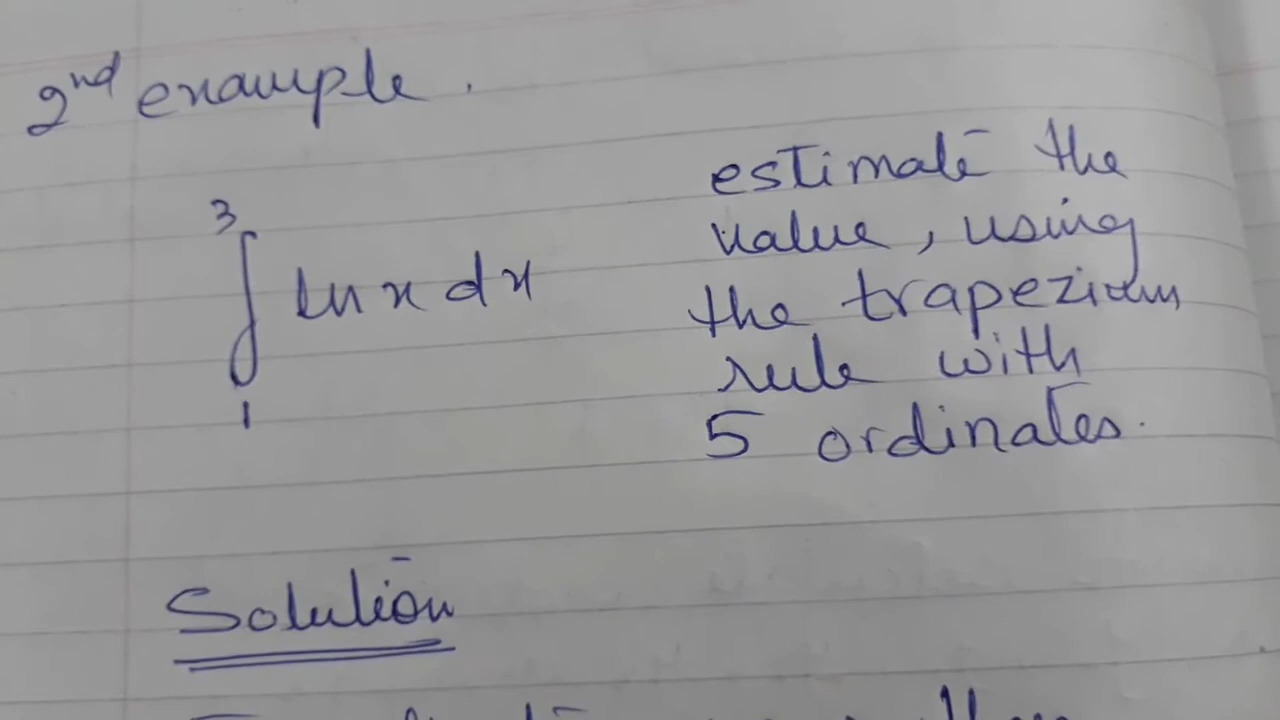 2nd example.
3
∫ ln x dx
1
estimate the
value, using
the trapezium
rule with
5 ordinates.
Solution